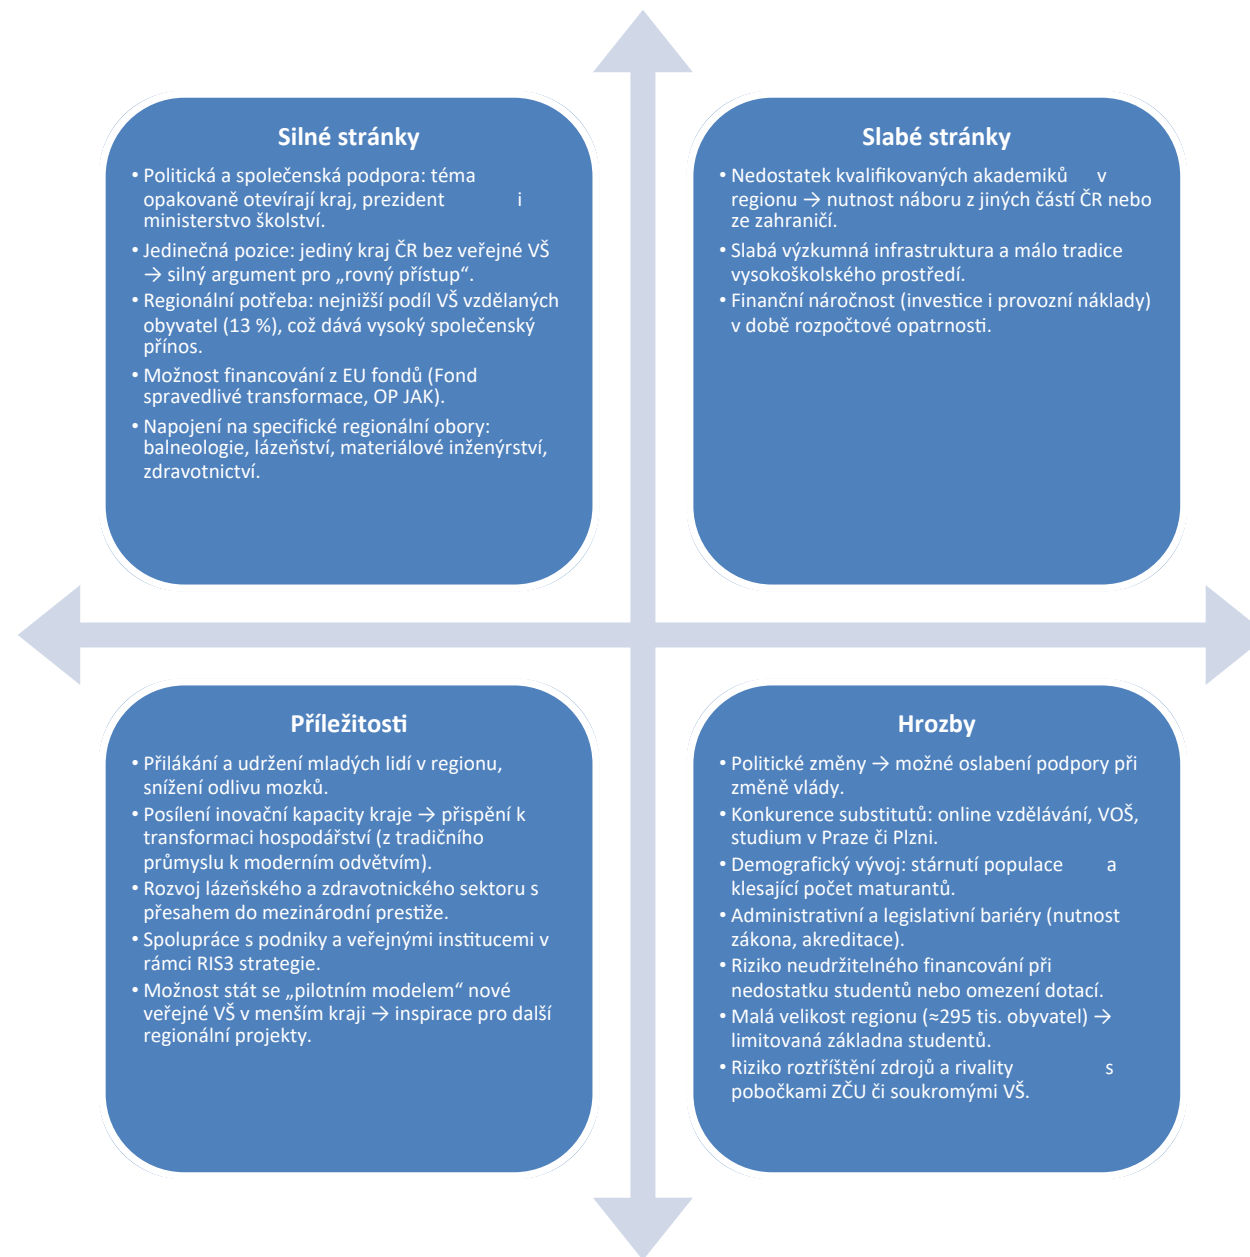 Silné stránky
• Politická a společenská podpora: téma
opakovaně otevírají kraj, prezident i
ministerstvo školství.
• Jedinečná pozice: jediný kraj ČR bez veřejné VŠ
→ silný argument pro „rovný přístup“.
• Regionální potřeba: nejnižší podíl VŠ vzdělaných
obyvatel (13 %), což dává vysoký společenský
přínos.
• Možnost financování z EU fondů (Fond
spravedlivé transformace, OP JAK).
• Napojení na specifické regionální obory:
balneologie, lázeňství, materiálové inženýrství,
zdravotnictví.
Slabé stránky
• Nedostatek kvalifikovaných akademiků v
regionu → nutnost náboru z jiných částí ČR nebo
ze zahraničí.
• Slabá výzkumná infrastruktura a málo tradice
vysokoškolského prostředí.
• Finanční náročnost (investice i provozní náklady)
v době rozpočtové opatrnosti.
Příležitosti
• Přilákání a udržení mladých lidí v regionu,
snížení odlivu mozků.
• Posílení inovační kapacity kraje → přispění k
transformaci hospodářství (z tradičního
průmyslu k moderním odvětvím).
• Rozvoj lázeňského a zdravotnického sektoru s
přesahem do mezinárodní prestiže.
• Spolupráce s podniky a veřejnými institucemi v
rámci RIS3 strategie.
• Možnost stát se „pilotním modelem“ nové
veřejné VŠ v menším kraji → inspirace pro další
regionální projekty.
Hrozby
• Politické změny → možné oslabení podpory při
změně vlády.
• Konkurence substitutů: online vzdělávání, VOŠ,
studium v Praze či Plzni.
• Demografický vývoj: stárnutí populace a
klesající počet maturantů.
• Administrativní a legislativní bariéry (nutnost
zákona, akreditace).
• Riziko neudržitelného financování při
nedostatku studentů nebo omezení dotací.
• Malá velikost regionu (≈295 tis. obyvatel) →
limitovaná základna studentů.
• Riziko roztříštění zdrojů a rivality s
pobočkami ZČU či soukromými VŠ.